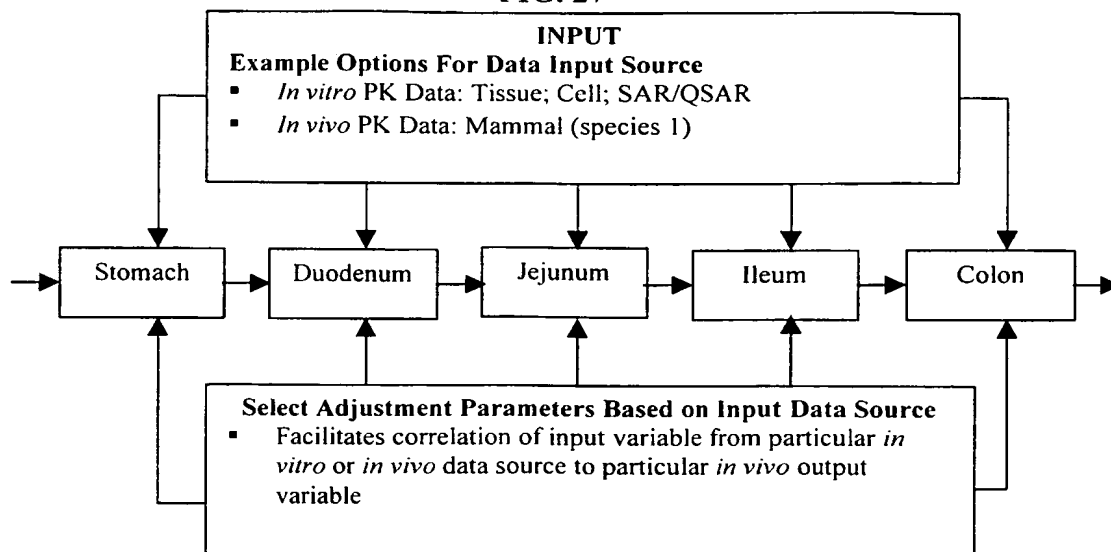 INPUT
Example Options For Data Input Source
▪ In vitro PK Data: Tissue; Cell; SAR/QSAR
▪ In vivo PK Data: Mammal (species 1)
Stomach
Duodenum
Jejunum
Ileum
Colon
Select Adjustment Parameters Based on Input Data Source
▪ Facilitates correlation of input variable from particular in
vitro or in vivo data source to particular in vivo output
variable